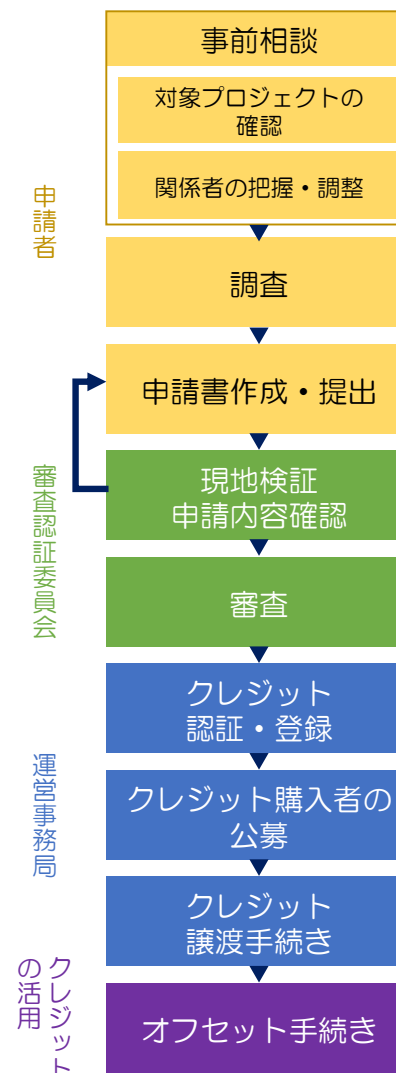 事前相談
対象プロジェクトの
確認
関係者の把握・調整
申請者
調査
申請書作成・提出
現地検証
申請内容確認
審査認証委員会
審査
クレジット
認証・登録
運営事務局
クレジット購入者の
公募
クレジット
譲渡手続き
クレジット
の活用
オフセット手続き